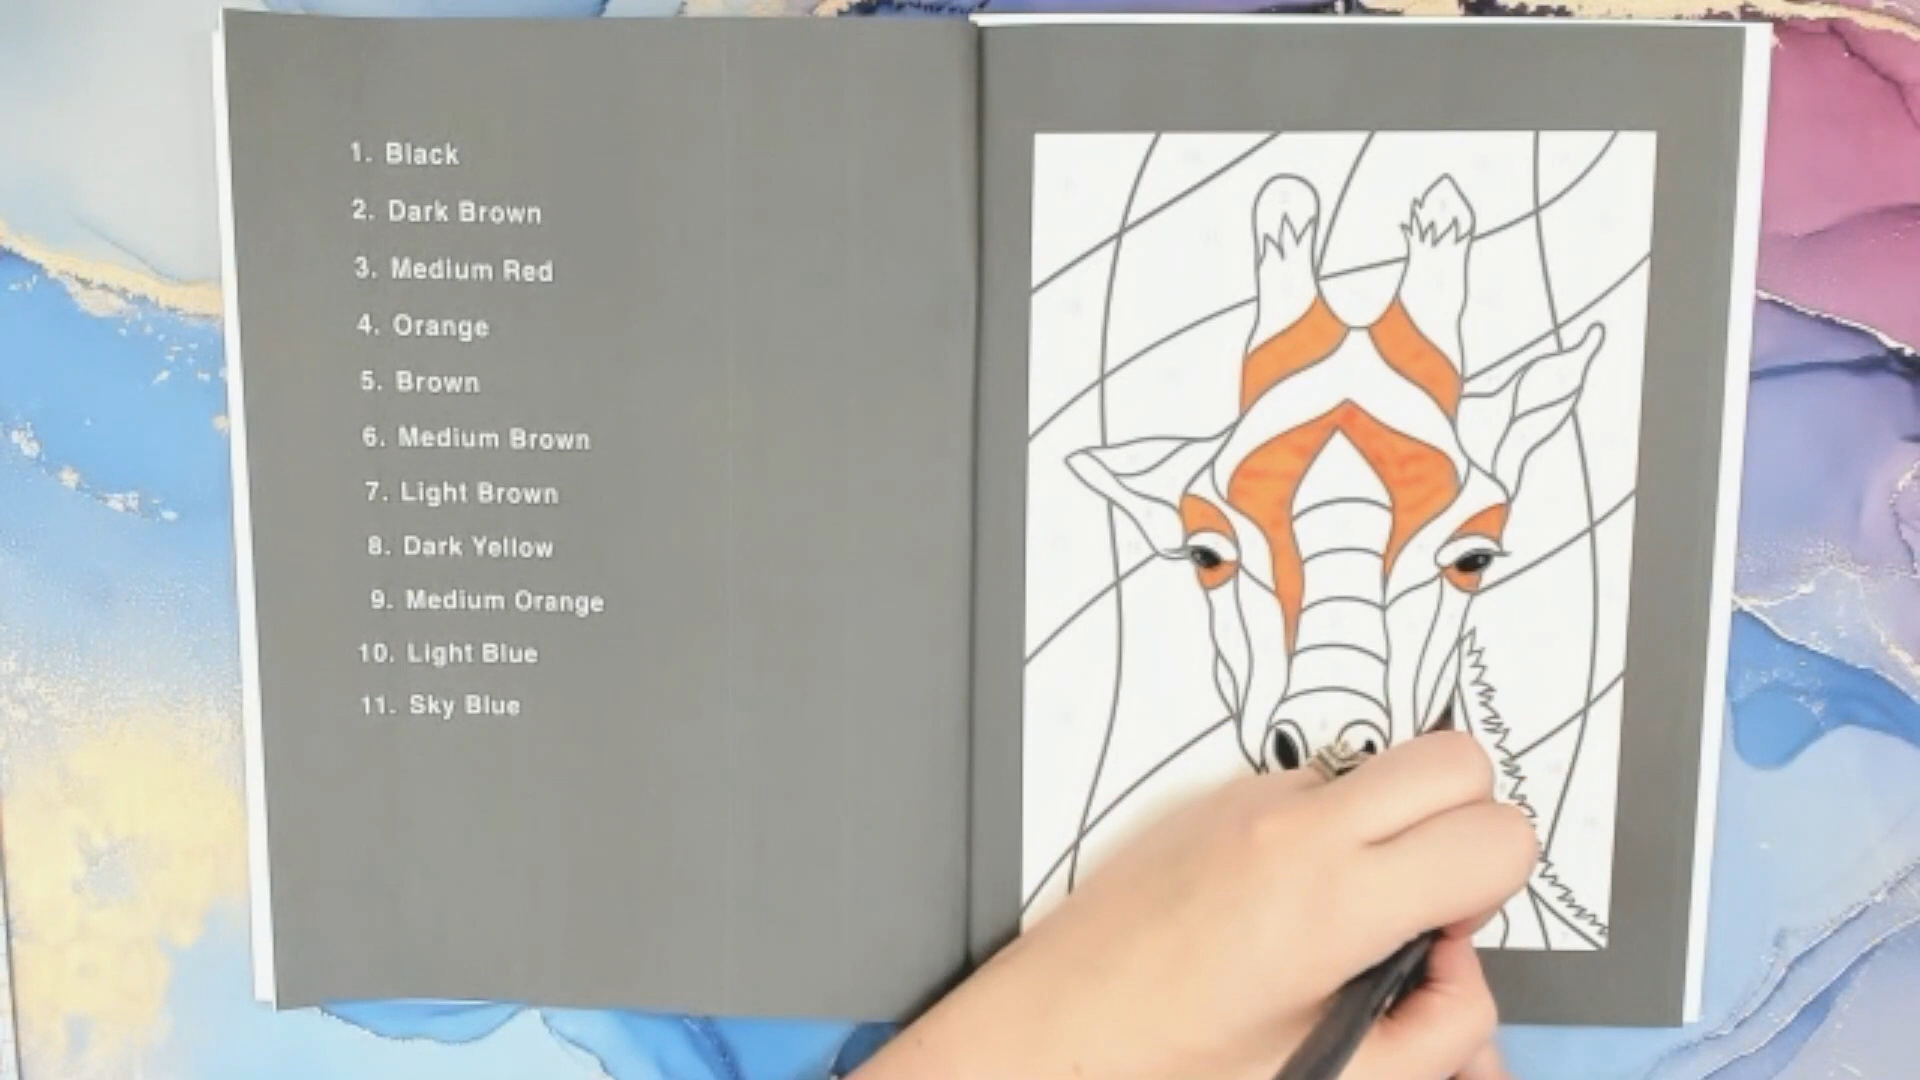 1. Black
2. Dark Brown
3. Medium Red
4. Orange
5. Brown
6. Medium Brown
7. Light Brown
8. Dark Yellow
9. Medium Orange
10. Light Blue
11. Sky Blue